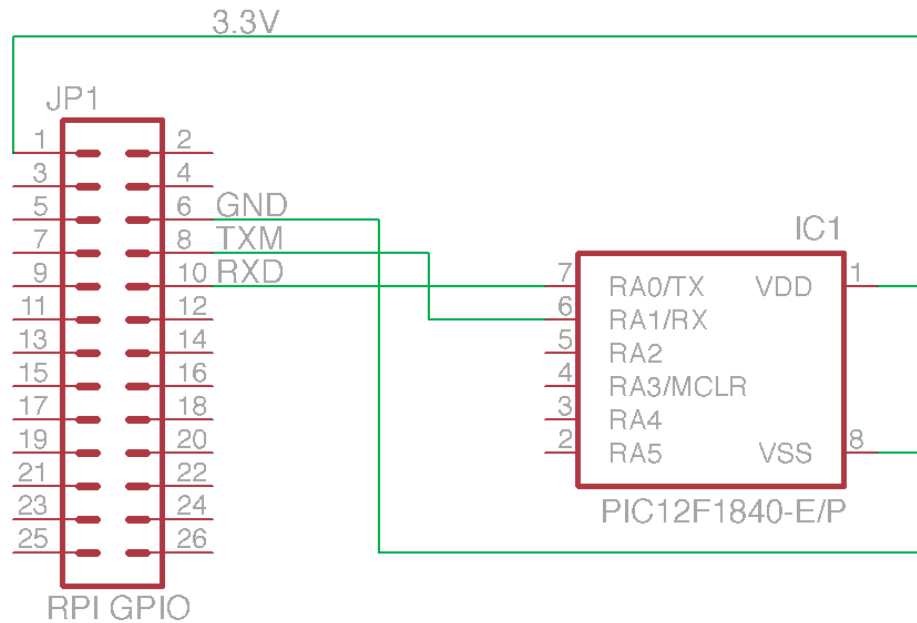 3.3V
JP1
1 2
3 4
5 6 GND
7 8 TXM
9 10 RXD
11 12
13 14
15 16
17 18
19 20
21 22
23 24
25 26
RPI GPIO
IC1
7 RA0/TX VDD 1
6 RA1/RX
5 RA2
4 RA3/MCLR
3 RA4
2 RA5 VSS 8
PIC12F1840-E/P